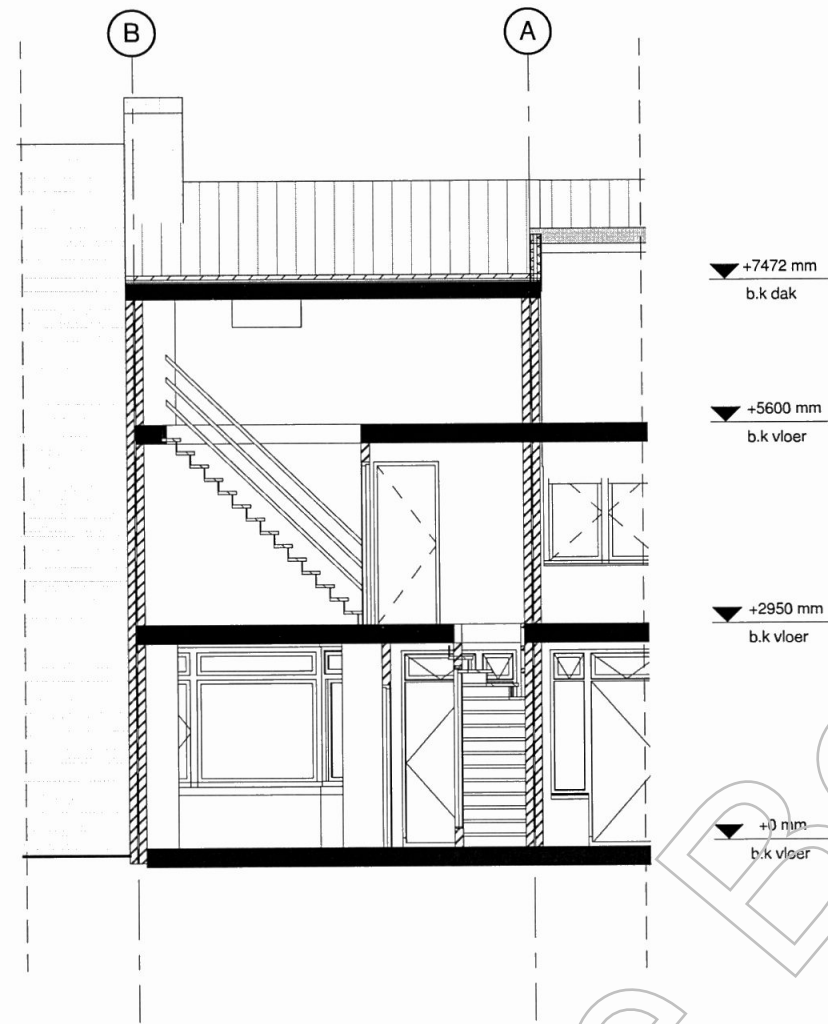 B
A
+7472 mm
b.k dak
+5600 mm
b.k vloer
+2950 mm
b.k vloer
+0 mm
b.k vloer